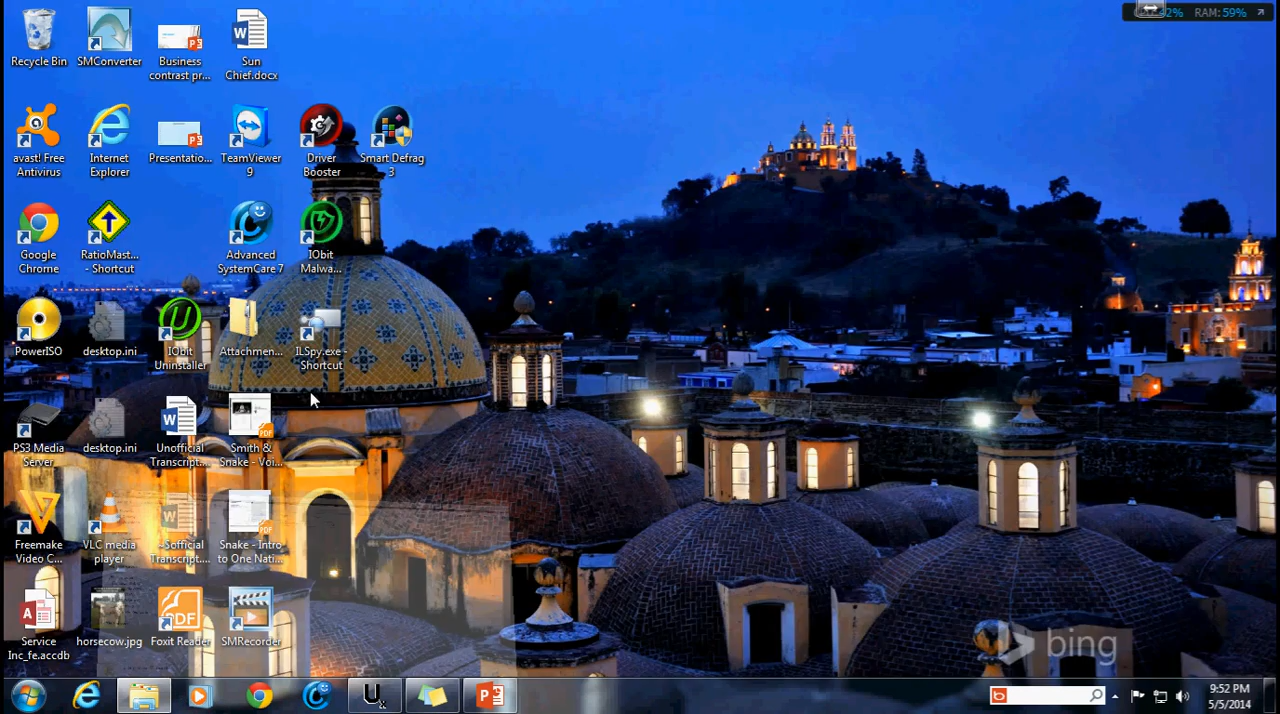 Recycle Bin
SMConverter
Business
contrast pr...
Sun
Chief.docx
RAM: 59%
avast! Free
Antivirus
Internet
Explorer
Presentatio...
TeamViewer
9
Driver
Booster
Smart Defrag
3
Google
Chrome
RatioMast...
- Shortcut
Advanced
SystemCare 7
IObit
Malwa...
PowerISO
desktop.ini
IObit
Uninstaller
Attachmen...
ILSpy.exe -
Shortcut
PS3 Media
Server
desktop.ini
Unofficial
Transcript...
Smith &
Snake - Voi...
Freemake
Video C...
VLC media
player
Transcript...
Snake - Intro
to One Nati...
Service
Inc_fe.accdb
horsecow.jpg
Foxit Reader
SMRecorder
bing
9:52 PM
5/5/2014